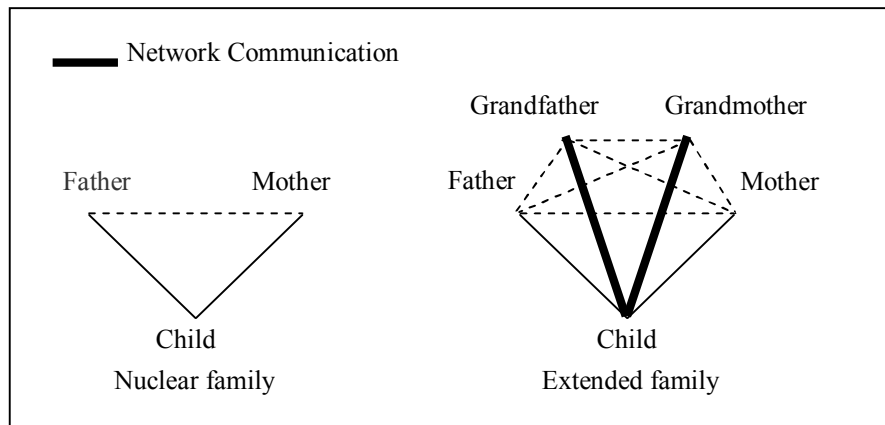 Network Communication
Grandfather Grandmother
Father Mother
Father Mother
Child
Child
Nuclear family
Extended family